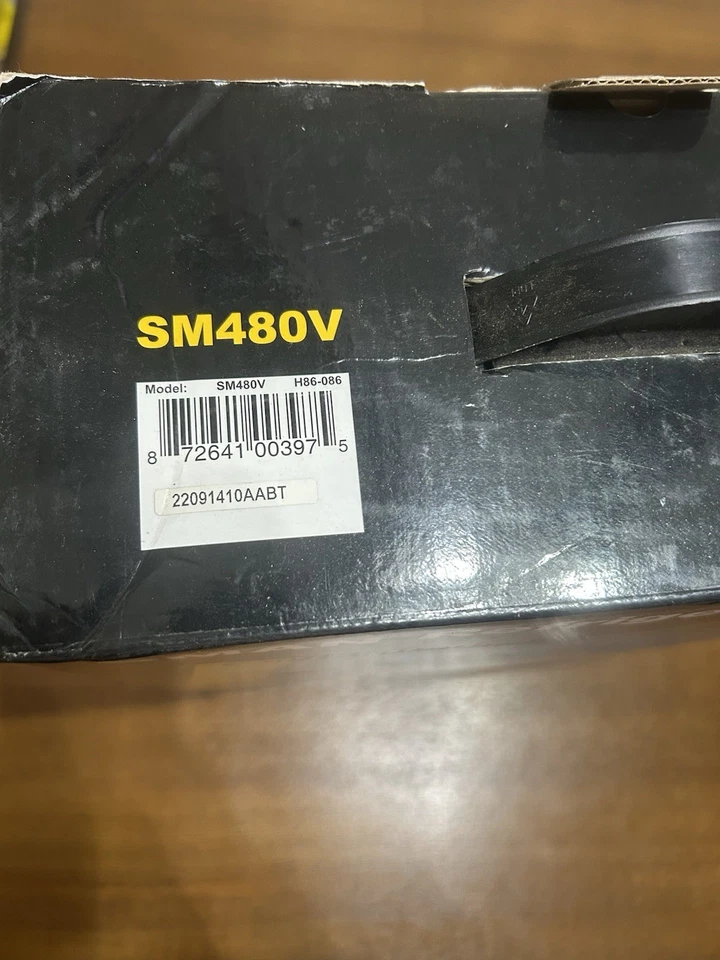 SM480V
Model: SM480V H86-086
8 72641 00397 5
22091410AABT